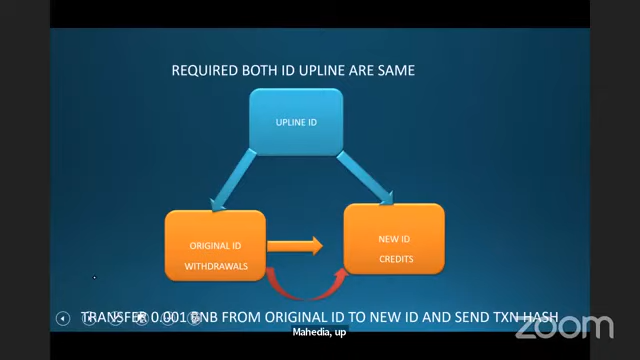 REQUIRED BOTH ID UPLINE ARE SAME
UPLINE ID
ORIGINAL ID
WITHDRAWALS
NEW ID
CREDITS
TRANSFER 0.001 BNB FROM ORIGINAL ID TO NEW ID AND SEND TXN HASH
zoom
Mahedia, up